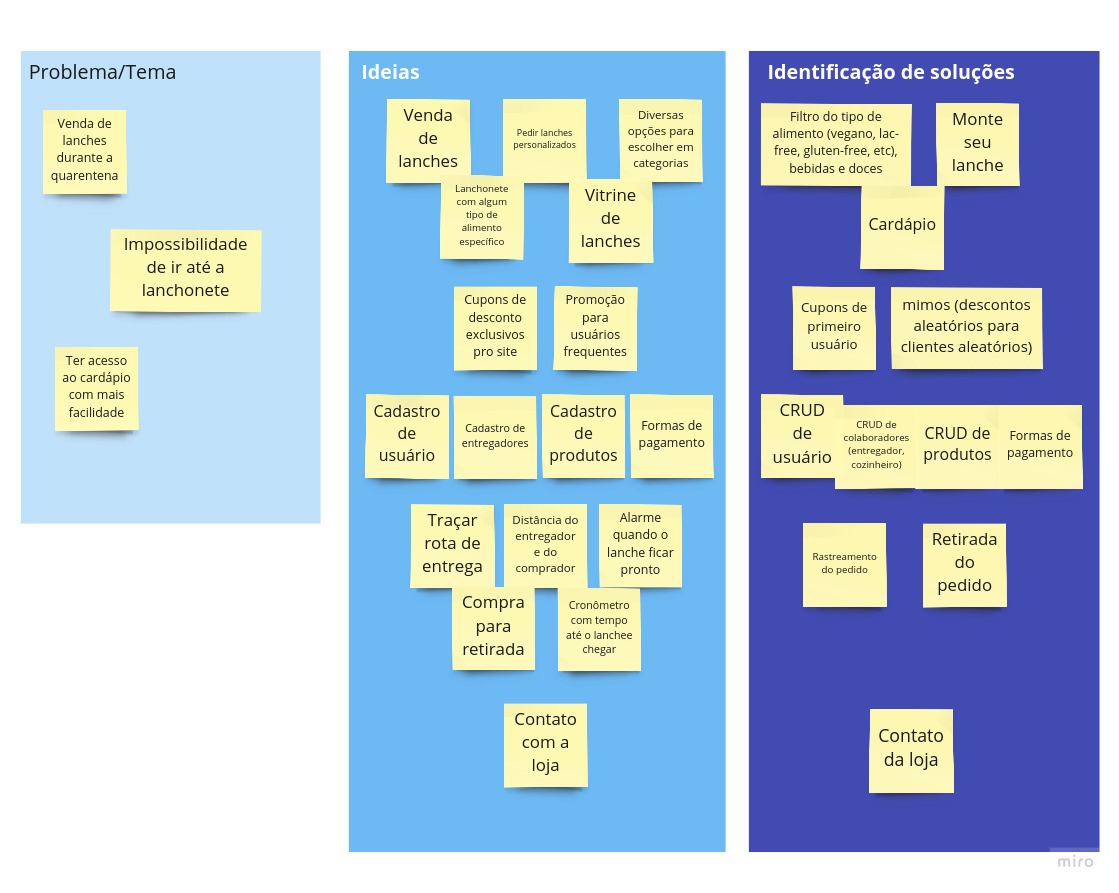 Problema/Tema
Venda de
lanches
durante a
quarentena
Impossibilidade
de ir até a
lanchonete
Ter acesso
ao cardápio
com mais
facilidade
Ideias
Venda
de
lanches
Pedir lanches
personalizados
Diversas
opções para
escolher em
categorias
Lanchonete
com algum
tipo de
alimento
específico
Vitrine
de
lanches
Cupons de
desconto
exclusivos
pro site
Promoção
para
usuários
frequentes
Cadastro
de
usuário
Cadastro de
entregadores
Cadastro
de
produtos
Formas de
pagamento
Traçar
rota de
entrega
Distância do
entregador
e do
comprador
Alarme
quando o
lanche ficar
pronto
Compra
para
retirada
Cronômetro
com tempo
até o lanchee
chegar
Contato
com a
loja
Identificação de soluções
Filtro do tipo de
alimento (vegano, lac-
free, gluten-free, etc),
bebidas e doces
Monte
seu
lanche
Cardápio
Cupons de
primeiro
usuário
mimos (descontos
aleatórios para
clientes aleatórios)
CRUD
de
usuário
CRUD de
colaboradores
(entregador,
cozinheiro)
CRUD de
produtos
Formas de
pagamento
Rastreamento
do pedido
Retirada
do
pedido
Contato
da loja
miro